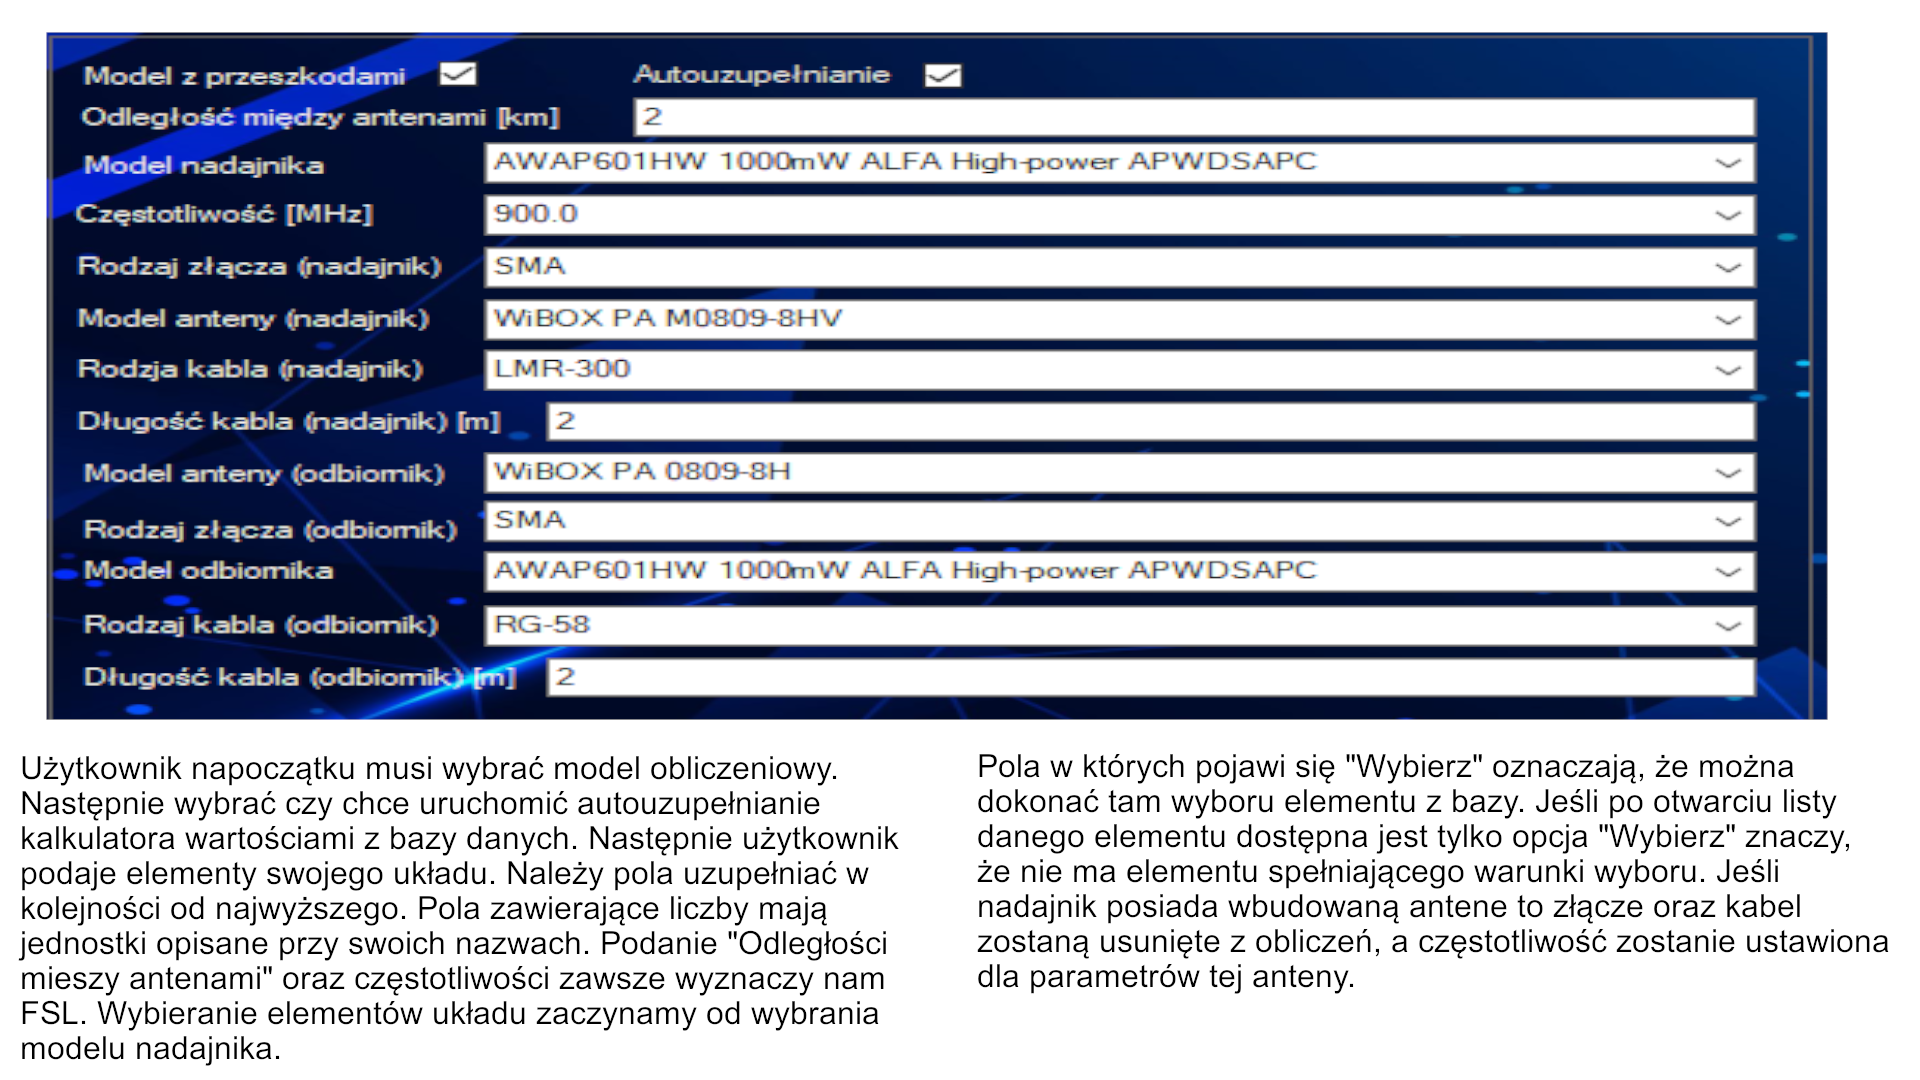 Model z przeszkodami Autouzupełnianie
Odległość między antenami [km] 2
Model nadajnika AWAP601HW 1000mW ALFA High-power APWDSAPC
Częstotliwość [MHz] 900.0
Rodzaj złącza (nadajnik) SMA
Model anteny (nadajnik) WiBOX PA M0809-8HV
Rodzja kabla (nadajnik) LMR-300
Długość kabla (nadajnik) [m] 2
Model anteny (odbiornik) WiBOX PA 0809-8H
Rodzaj złącza (odbiornik) SMA
Model odbiornika AWAP601HW 1000mW ALFA High-power APWDSAPC
Rodzaj kabla (odbiornik) RG-58
Długość kabla (odbiornik) [m] 2
Użytkownik napoczątku musi wybrać model obliczeniowy.
Następnie wybrać czy chce uruchomić autouzupełnianie
kalkulatora wartościami z bazy danych. Następnie użytkownik
podaje elementy swojego układu. Należy pola uzupełniać w
kolejności od najwyższego. Pola zawierające liczby mają
jednostki opisane przy swoich nazwach. Podanie "Odległości
mieszy antenami" oraz częstotliwości zawsze wyznaczy nam
FSL. Wybieranie elementów układu zaczynamy od wybrania
modelu nadajnika.
Pola w których pojawi się "Wybierz" oznaczają, że można
dokonać tam wyboru elementu z bazy. Jeśli po otwarciu listy
danego elementu dostępna jest tylko opcja "Wybierz" znaczy,
że nie ma elementu spełniającego warunki wyboru. Jeśli
nadajnik posiada wbudowaną antene to złącze oraz kabel
zostaną usunięte z obliczeń, a częstotliwość zostanie ustawiona
dla parametrów tej anteny.